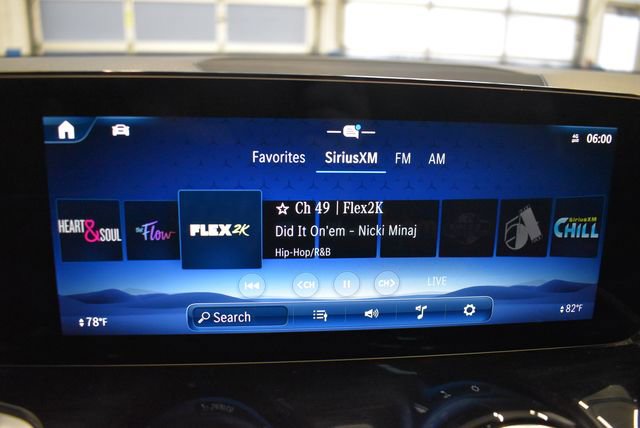 4G 06:00
Favorites SiriusXM FM AM
HEART & SOUL
the Flow
FLEX2K
Ch 49 | Flex2K
Did It On'em - Nicki Minaj
Hip-Hop/R&B
SiriusXM
CHILL
<CH CH> LIVE
78°F
Search
82°F